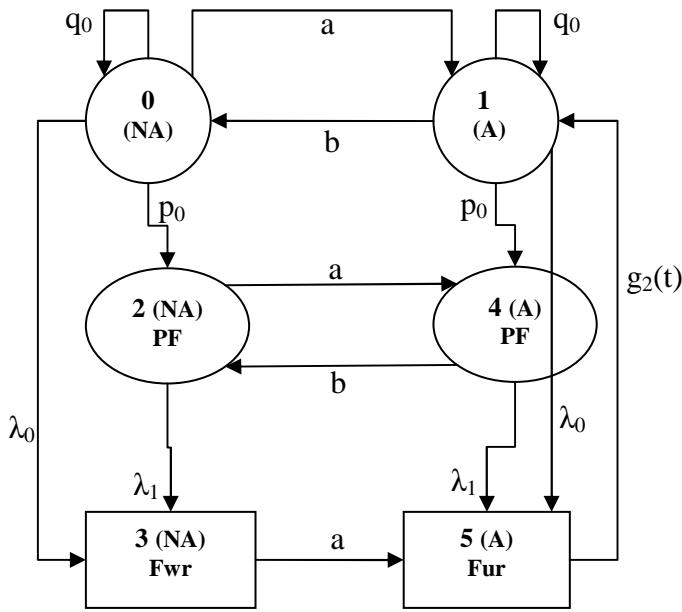 q₀
a
q₀
0
(NA)
1
(A)
b
p₀
p₀
a
g₂(t)
2 (NA)
PF
4 (A)
PF
b
λ₀
λ₀
λ₁
λ₁
3 (NA)
Fwr
a
5 (A)
Fur